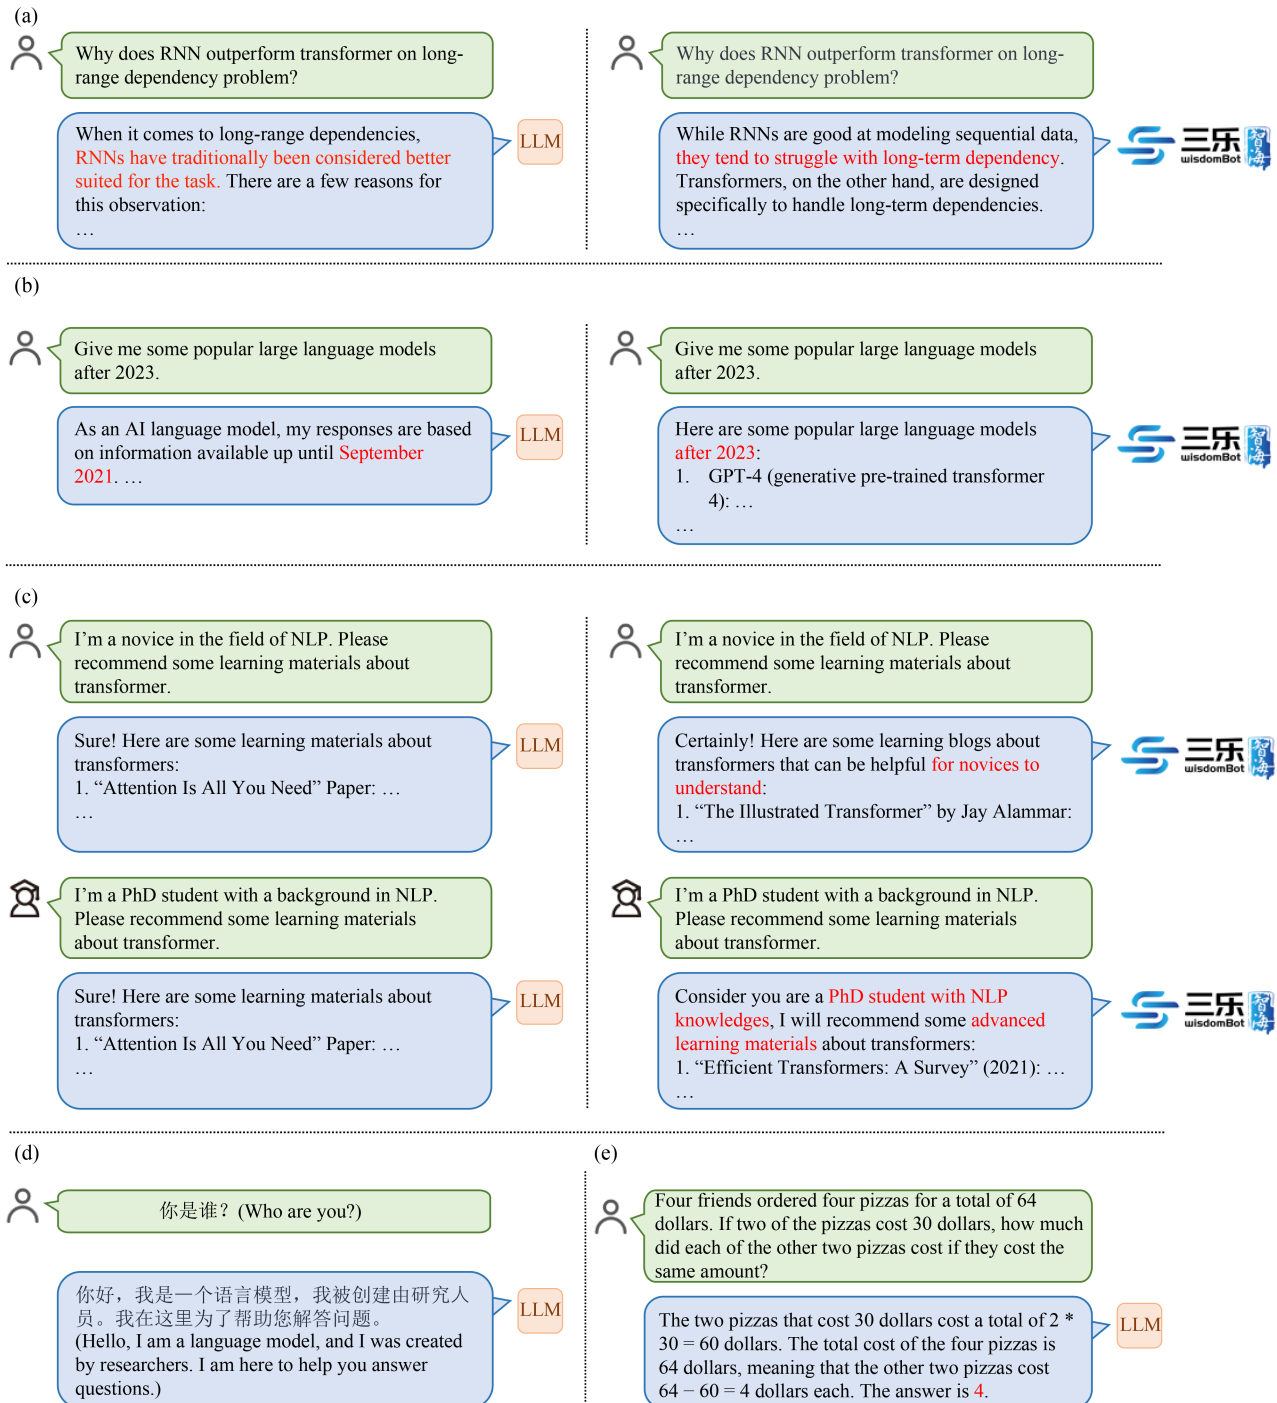 (a)
Why does RNN outperform transformer on long-
range dependency problem?
When it comes to long-range dependencies,
RNNs have traditionally been considered better
suited for the task. There are a few reasons for
this observation:
…
LLM
Why does RNN outperform transformer on long-
range dependency problem?
While RNNs are good at modeling sequential data,
they tend to struggle with long-term dependency.
Transformers, on the other hand, are designed
specifically to handle long-term dependencies.
…
三乐
wisdomBot
智海
(b)
Give me some popular large language models
after 2023.
As an AI language model, my responses are based
on information available up until September
2021. …
LLM
Give me some popular large language models
after 2023.
Here are some popular large language models
after 2023:
1. GPT-4 (generative pre-trained transformer
4): …
…
三乐
wisdomBot
智海
(c)
I’m a novice in the field of NLP. Please
recommend some learning materials about
transformer.
Sure! Here are some learning materials about
transformers:
1. “Attention Is All You Need” Paper: …
…
LLM
I’m a novice in the field of NLP. Please
recommend some learning materials about
transformer.
Certainly! Here are some learning blogs about
transformers that can be helpful for novices to
understand:
1. “The Illustrated Transformer” by Jay Alammar:
…
三乐
wisdomBot
智海
I’m a PhD student with a background in NLP.
Please recommend some learning materials
about transformer.
Sure! Here are some learning materials about
transformers:
1. “Attention Is All You Need” Paper: …
…
LLM
I’m a PhD student with a background in NLP.
Please recommend some learning materials
about transformer.
Consider you are a PhD student with NLP
knowledges, I will recommend some advanced
learning materials about transformers:
1. “Efficient Transformers: A Survey” (2021): …
…
三乐
wisdomBot
智海
(d)
你是谁？(Who are you?)
你好，我是一个语言模型，我被创建由研究人
员。我在这里为了帮助您解答问题。
(Hello, I am a language model, and I was created
by researchers. I am here to help you answer
questions.)
LLM
(e)
Four friends ordered four pizzas for a total of 64
dollars. If two of the pizzas cost 30 dollars, how much
did each of the other two pizzas cost if they cost the
same amount?
The two pizzas that cost 30 dollars cost a total of 2 *
30 = 60 dollars. The total cost of the four pizzas is
64 dollars, meaning that the other two pizzas cost
64 − 60 = 4 dollars each. The answer is 4.
LLM